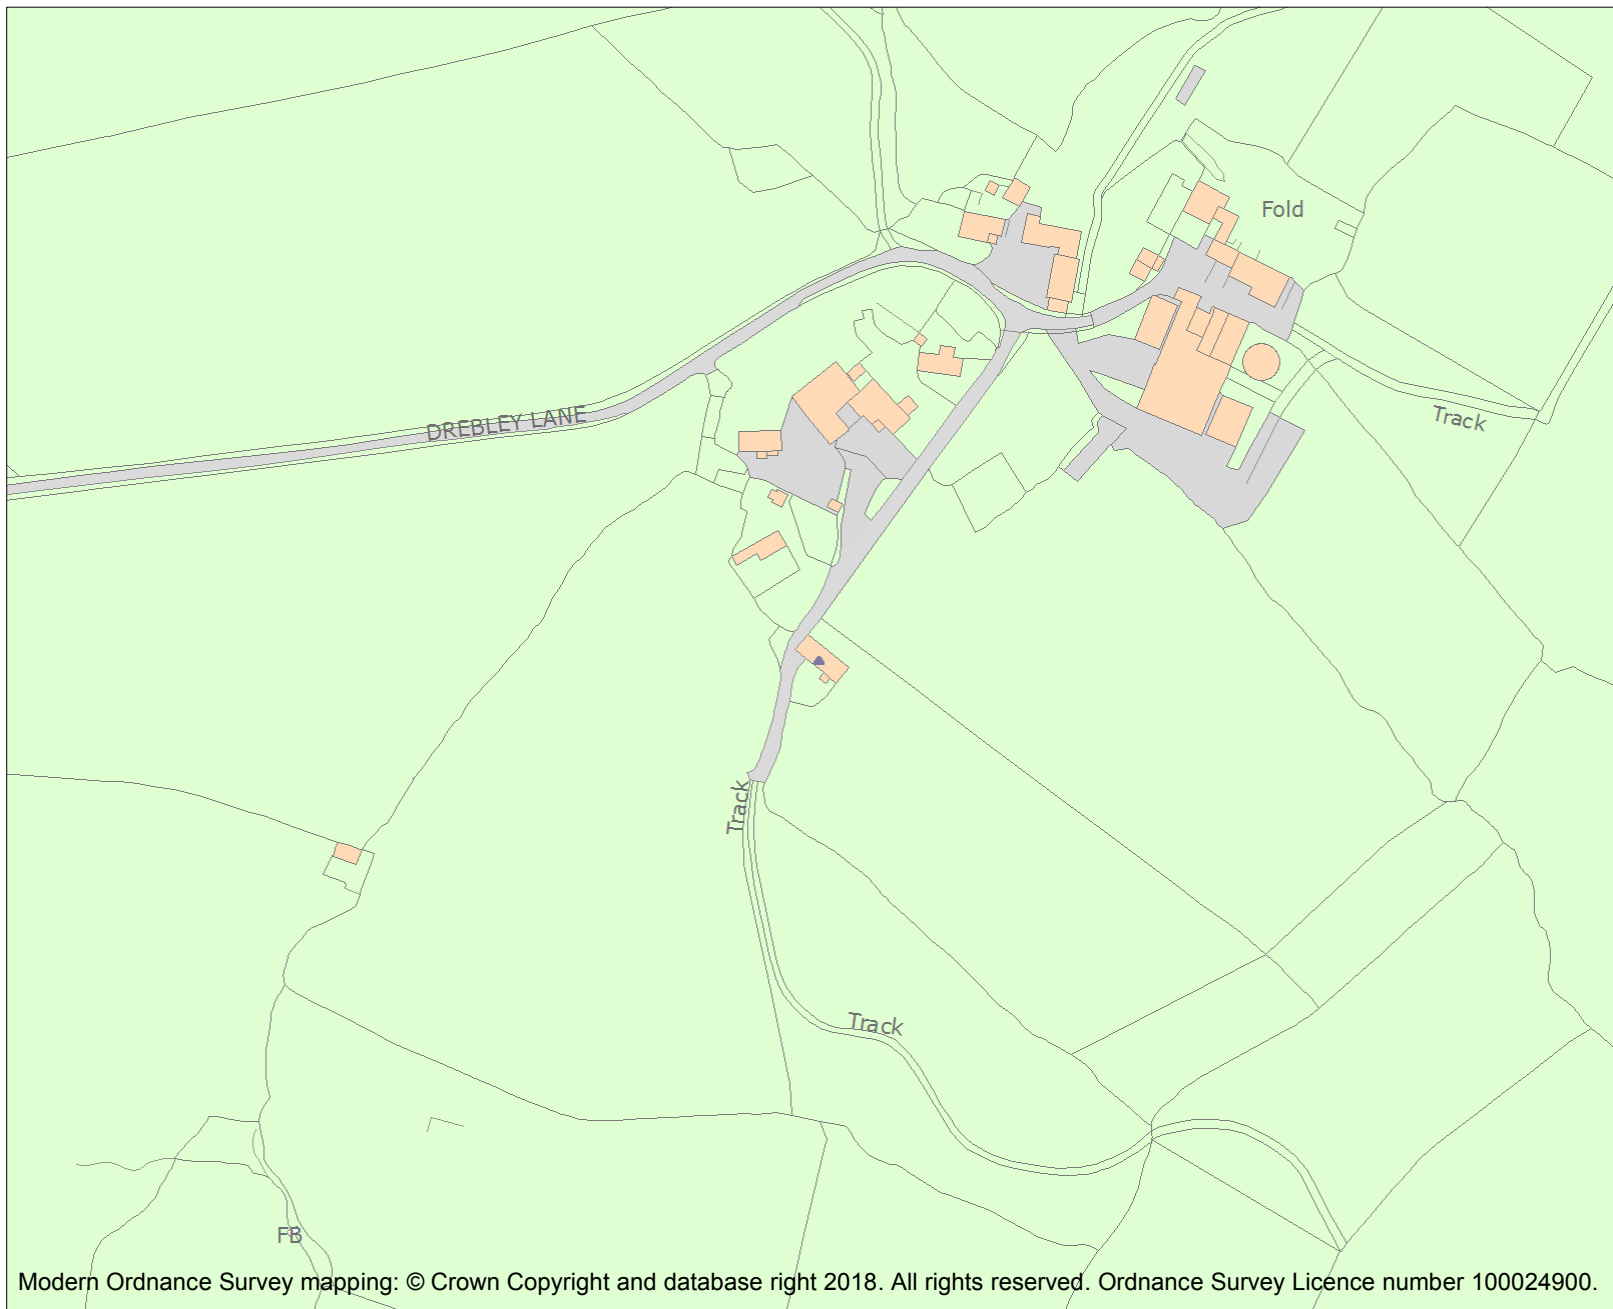 Fold
DREBLEY LANE
Track
Track
Track
FB
Modern Ordnance Survey mapping: © Crown Copyright and database right 2018. All rights reserved. Ordnance Survey Licence number 100024900.